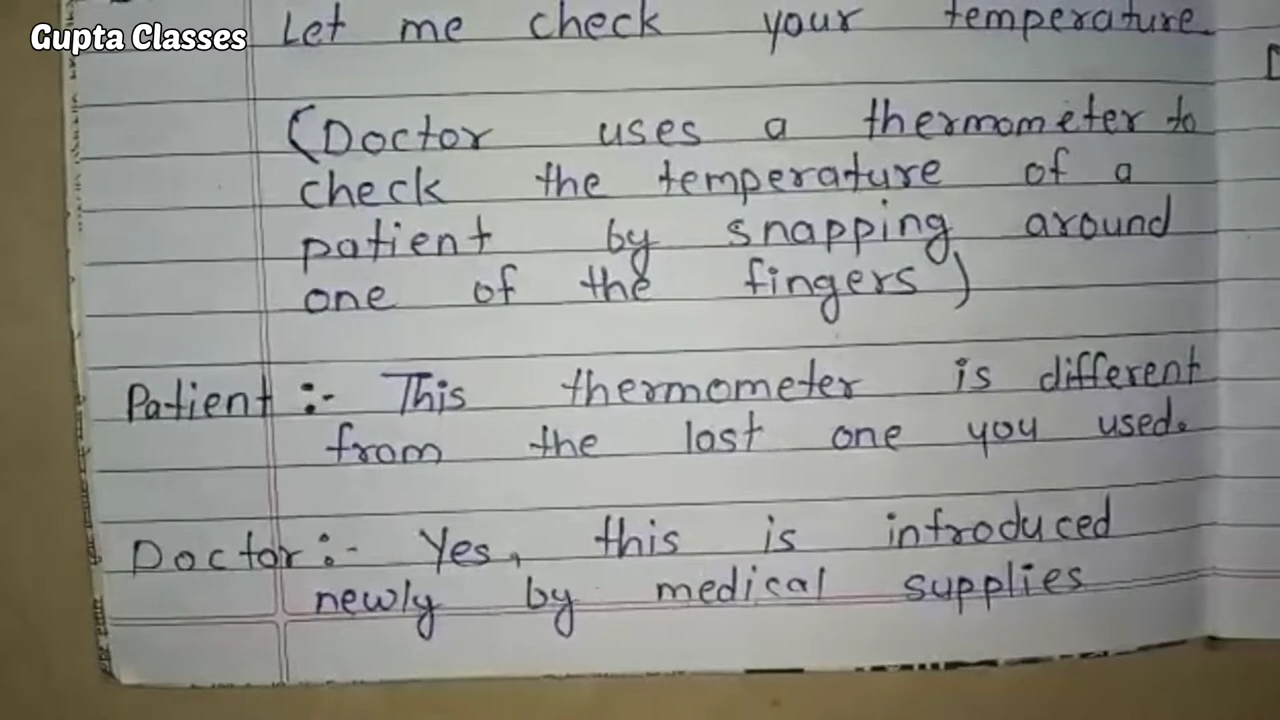 Gupta Classes
Let me check your temperature.
(Doctor uses a thermometer to
check the temperature of a
patient by snapping around
one of the fingers)
Patient :- This thermometer is different
from the last one you used.
Doctor :- Yes, this is introduced
newly by medical supplies